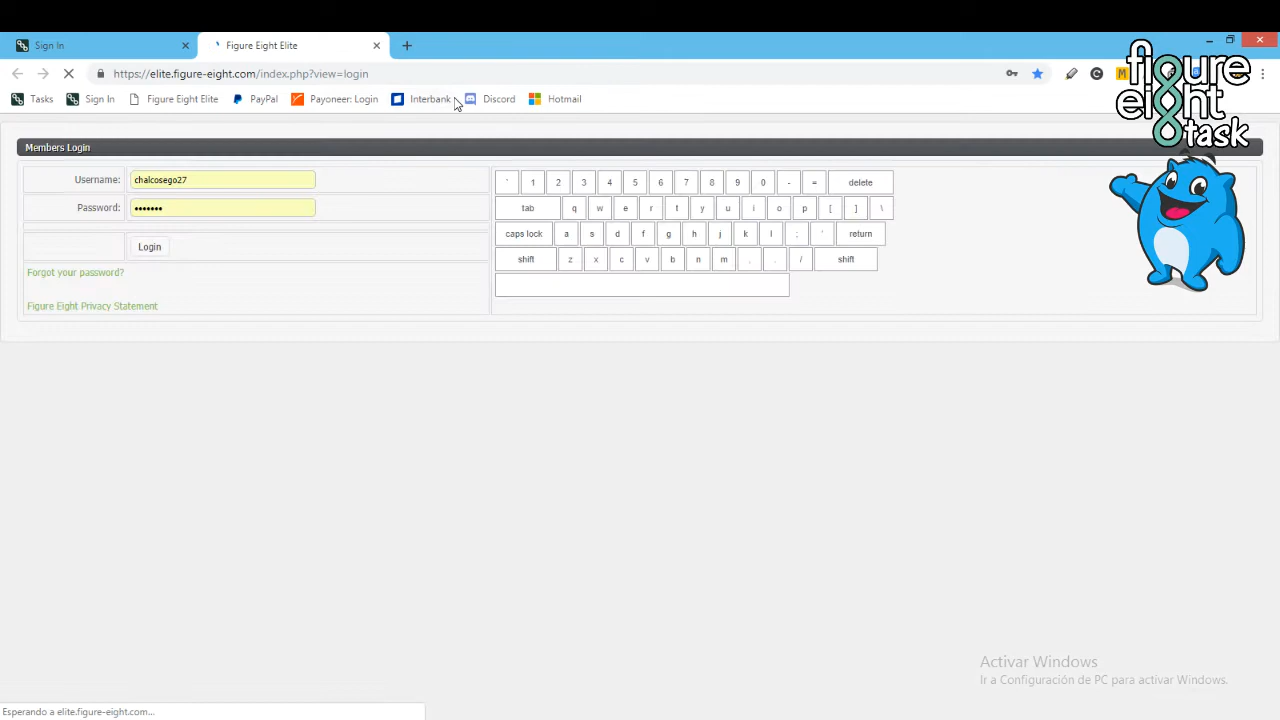 Sign In
Figure Eight Elite
https://elite.figure-eight.com/index.php?view=login
Tasks Sign In Figure Eight Elite PayPal Payoneer: Login Interbank Discord Hotmail
figure
eight
task
Members Login
Username: chalcosego27
Password: •••••••
Login
Forgot your password?
Figure Eight Privacy Statement
` 1 2 3 4 5 6 7 8 9 0 - = delete
tab q w e r t y u i o p [ ] \
caps lock a s d f g h j k l ; ' return
shift z x c v b n m , . / shift
Activar Windows
Ir a Configuración de PC para activar Windows.
Esperando a elite.figure-eight.com...